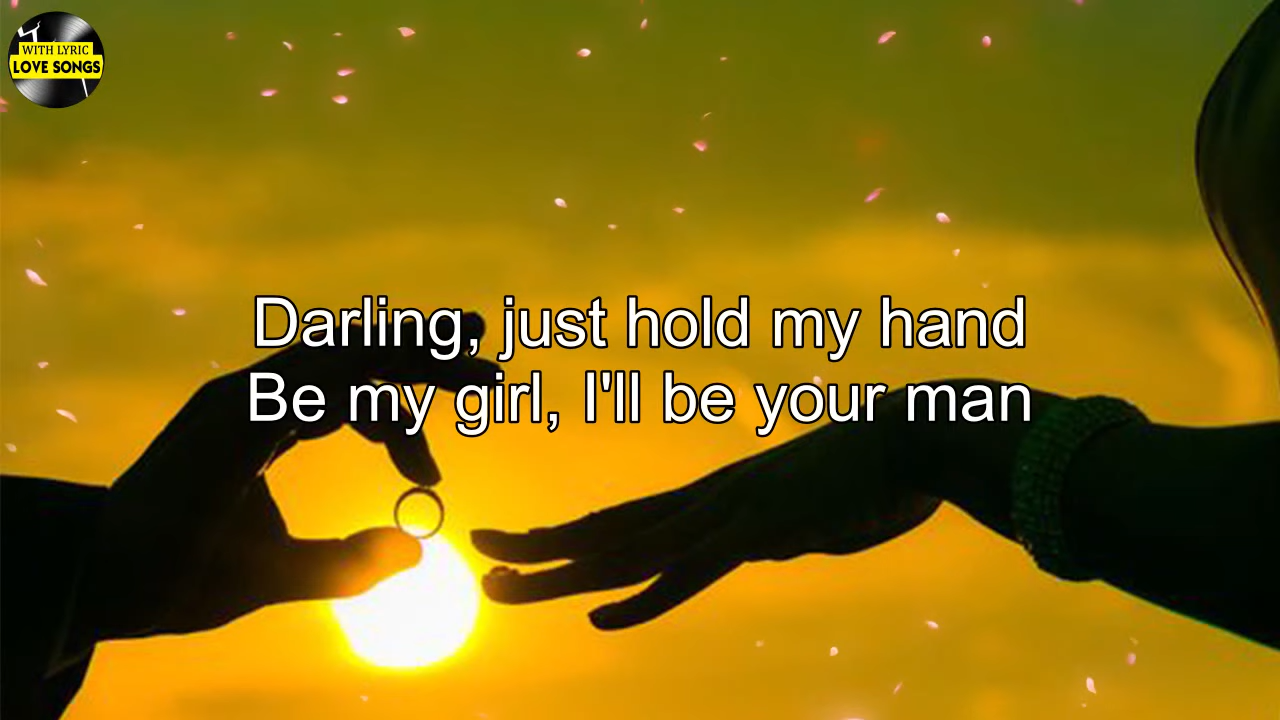 WITH LYRIC
LOVE SONGS
Darling, just hold my hand
Be my girl, I'll be your man